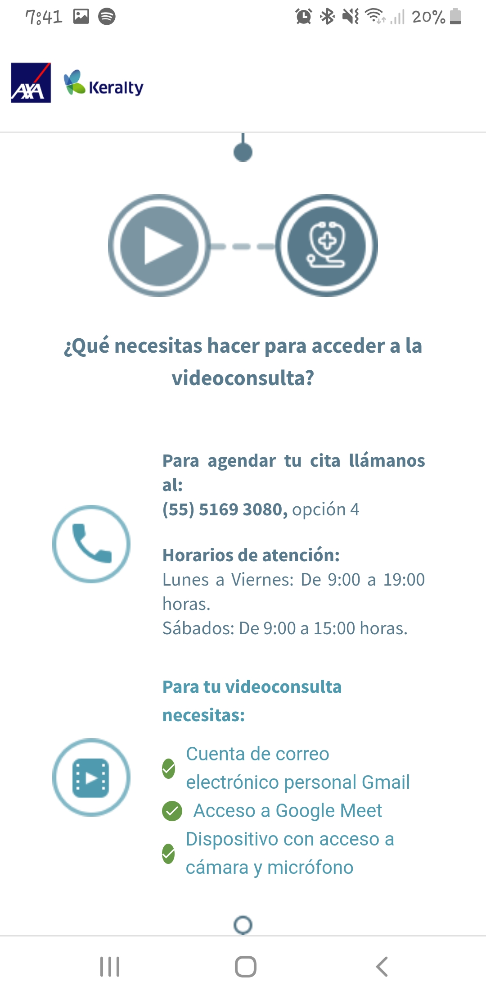 7:41
20%
AXA
Keralty
¿Qué necesitas hacer para acceder a la
videoconsulta?
Para agendar tu cita llámanos
al:
(55) 5169 3080, opción 4
Horarios de atención:
Lunes a Viernes: De 9:00 a 19:00
horas.
Sábados: De 9:00 a 15:00 horas.
Para tu videoconsulta
necesitas:
Cuenta de correo
electrónico personal Gmail
Acceso a Google Meet
Dispositivo con acceso a
cámara y micrófono